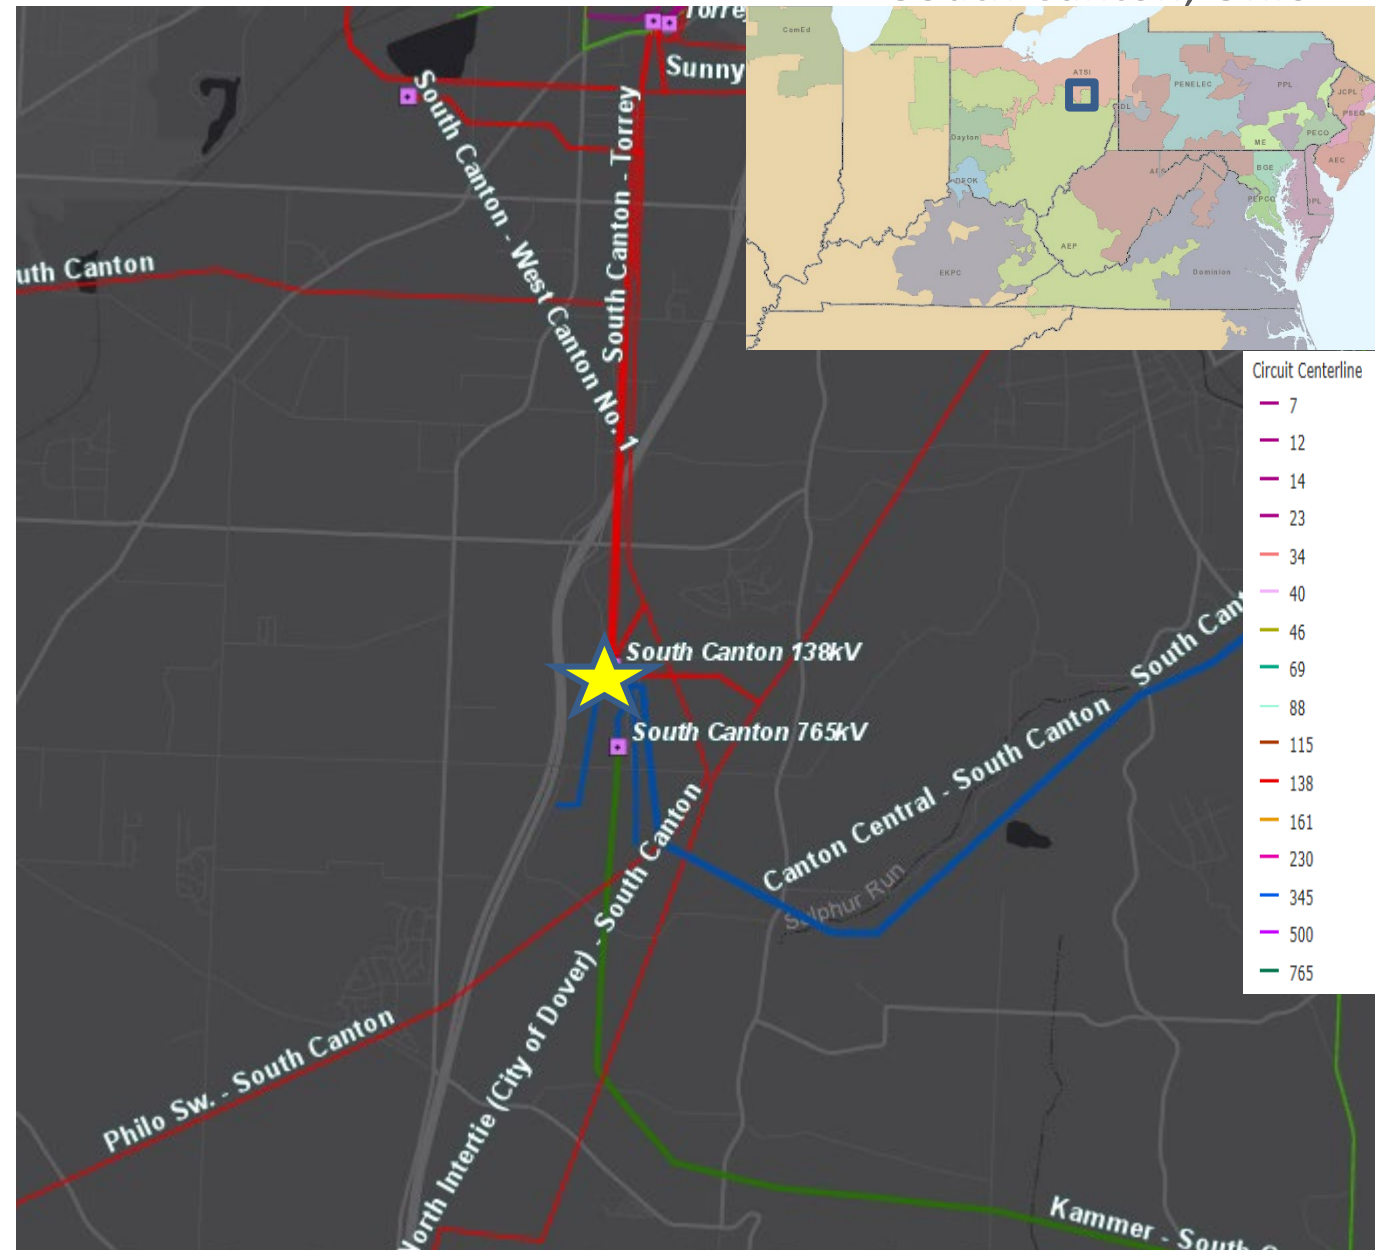 Torre
Sunny
South Canton - West Canton No. 1
South Canton - Torrey
uth Canton
South Canton 138kV
South Canton 765kV
South Cant
Canton Central - South Canton
Sulphur Run
North Intertie (City of Dover) - South Canton
Philo Sw. - South Canton
Kammer - South C
ComEd
ATSI
PENELEC
PPL
JCPL
PSEG
Dayton
DEOK
ME
PECO
AEC
BGE
PEPCO
DPL
AEP
EKPC
Dominion
Circuit Centerline
7
12
14
23
34
40
46
69
88
115
138
161
230
345
500
765